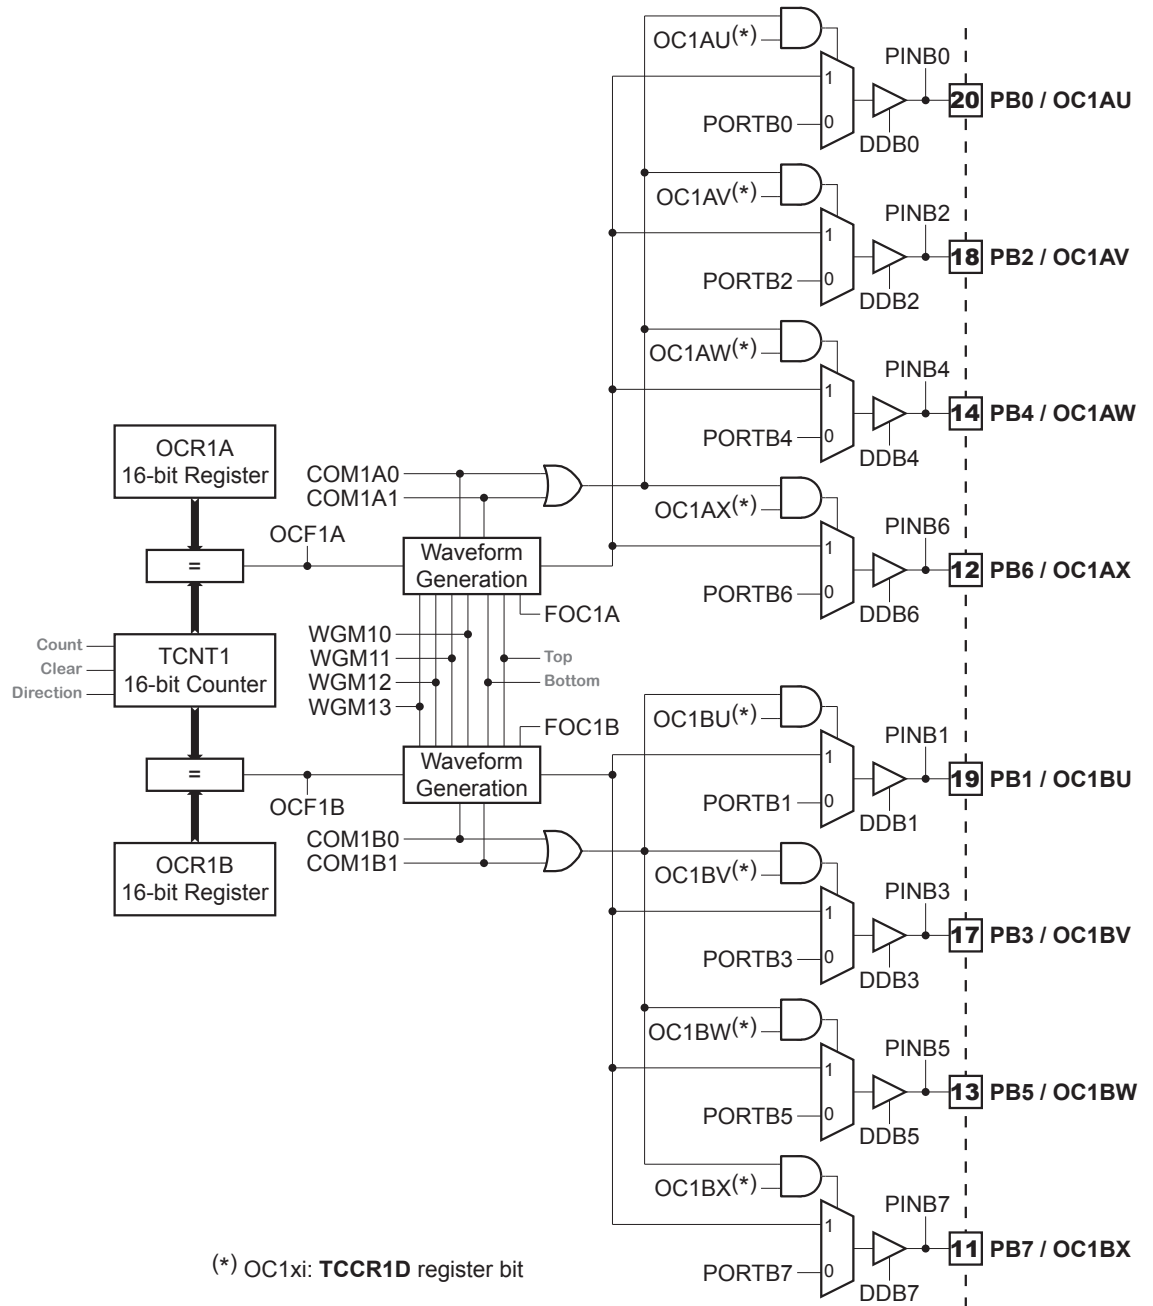 OC1AU(*)
PINB0
1
20 PB0 / OC1AU
PORTB0
0
DDB0
OC1AV(*)
PINB2
1
18 PB2 / OC1AV
PORTB2
0
DDB2
OC1AW(*)
PINB4
1
14 PB4 / OC1AW
PORTB4
0
DDB4
OCR1A
16-bit Register
COM1A0
COM1A1
OC1AX(*)
PINB6
OCF1A
=
Waveform
Generation
1
12 PB6 / OC1AX
PORTB6
0
DDB6
FOC1A
Count
Clear
Direction
TCNT1
16-bit Counter
WGM10
WGM11
WGM12
WGM13
Top
Bottom
FOC1B
OC1BU(*)
PINB1
=
OCF1B
Waveform
Generation
1
19 PB1 / OC1BU
PORTB1
0
DDB1
COM1B0
COM1B1
OCR1B
16-bit Register
OC1BV(*)
PINB3
1
17 PB3 / OC1BV
PORTB3
0
DDB3
OC1BW(*)
PINB5
1
13 PB5 / OC1BW
PORTB5
0
DDB5
OC1BX(*)
PINB7
1
11 PB7 / OC1BX
PORTB7
0
DDB7
(*) OC1xi: TCCR1D register bit